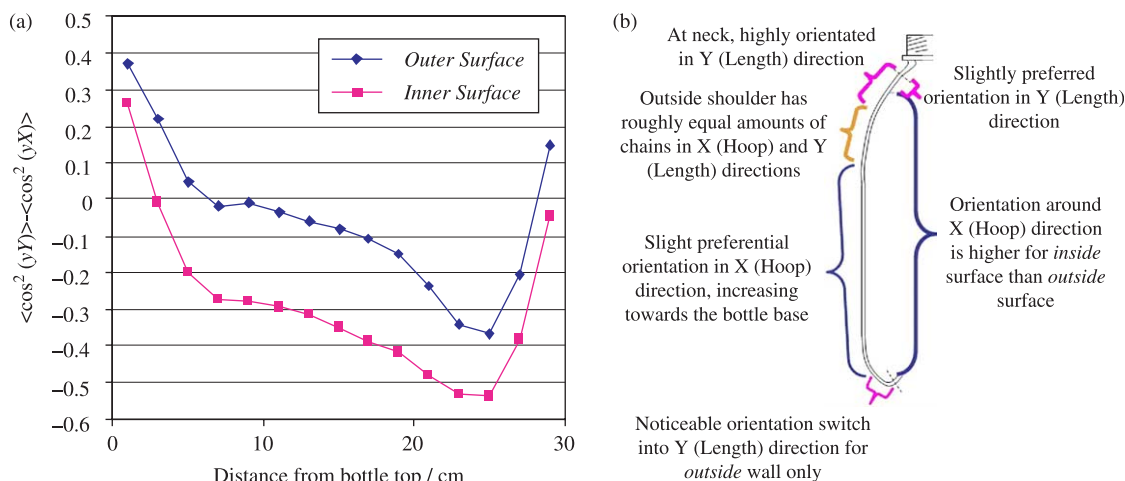 (a)
0.5
0.4
0.3
0.2
0.1
0
−0.1
−0.2
−0.3
−0.4
−0.5
−0.6
<cos² (yY)>-<cos² (yX)>
Outer Surface
Inner Surface
0
10
20
30
Distance from bottle top / cm
(b)
At neck, highly orientated
in Y (Length) direction
Slightly preferred
orientation in Y (Length)
direction
Outside shoulder has
roughly equal amounts of
chains in X (Hoop) and Y
(Length) directions
Orientation around
X (Hoop) direction
is higher for inside
surface than outside
surface
Slight preferential
orientation in X (Hoop)
direction, increasing
towards the bottle base
Noticeable orientation switch
into Y (Length) direction for
outside wall only